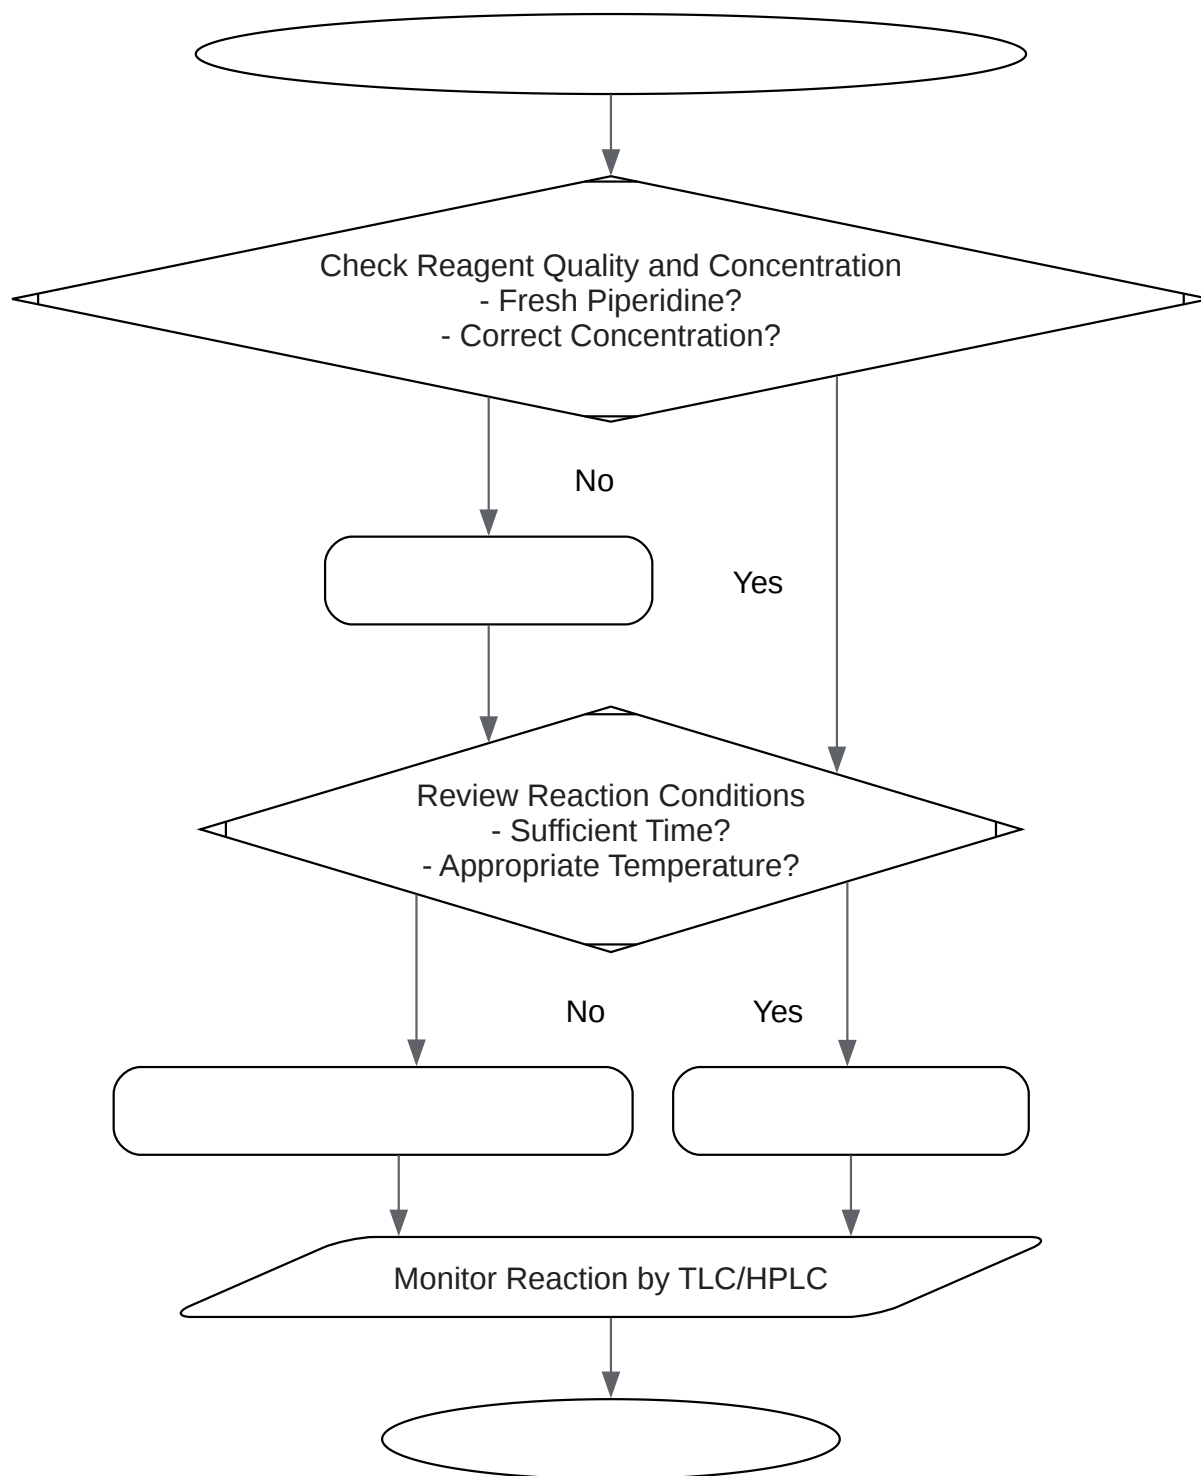 Check Reagent Quality and Concentration
- Fresh Piperidine?
- Correct Concentration?
No
Yes
Review Reaction Conditions
- Sufficient Time?
- Appropriate Temperature?
No
Yes
Monitor Reaction by TLC/HPLC